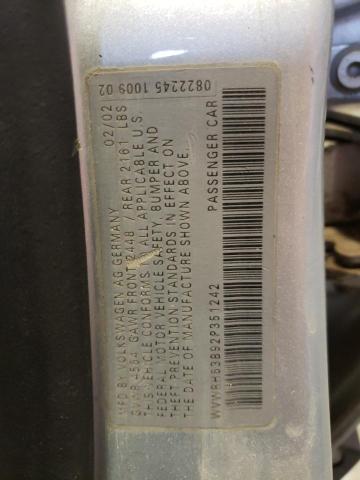 0822245 1009 02
MFD BY VOLKSWAGEN AG GERMANY 02/02
GVWR 4564 GAWR FRONT 2448 / REAR 2161 LBS
THIS VEHICLE CONFORMS TO ALL APPLICABLE U.S.
FEDERAL MOTOR VEHICLE SAFETY, BUMPER AND
THEFT PREVENTION STANDARDS IN EFFECT ON
THE DATE OF MANUFACTURE SHOWN ABOVE.
WVWRH63B92P351242 PASSENGER CAR